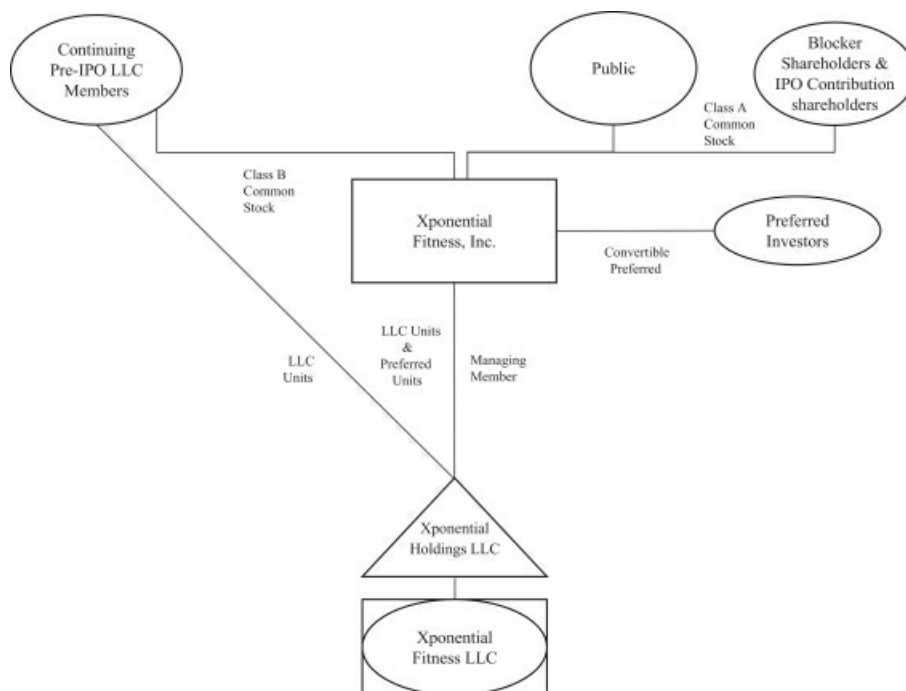 Continuing
Pre-IPO LLC
Members
Public
Blocker
Shareholders &
IPO Contribution
shareholders
Class A
Common
Stock
Class B
Common
Stock
Xponential
Fitness, Inc.
Preferred
Investors
Convertible
Preferred
LLC Units
&
Preferred
Units
Managing
Member
LLC
Units
Xponential
Holdings LLC
Xponential
Fitness LLC